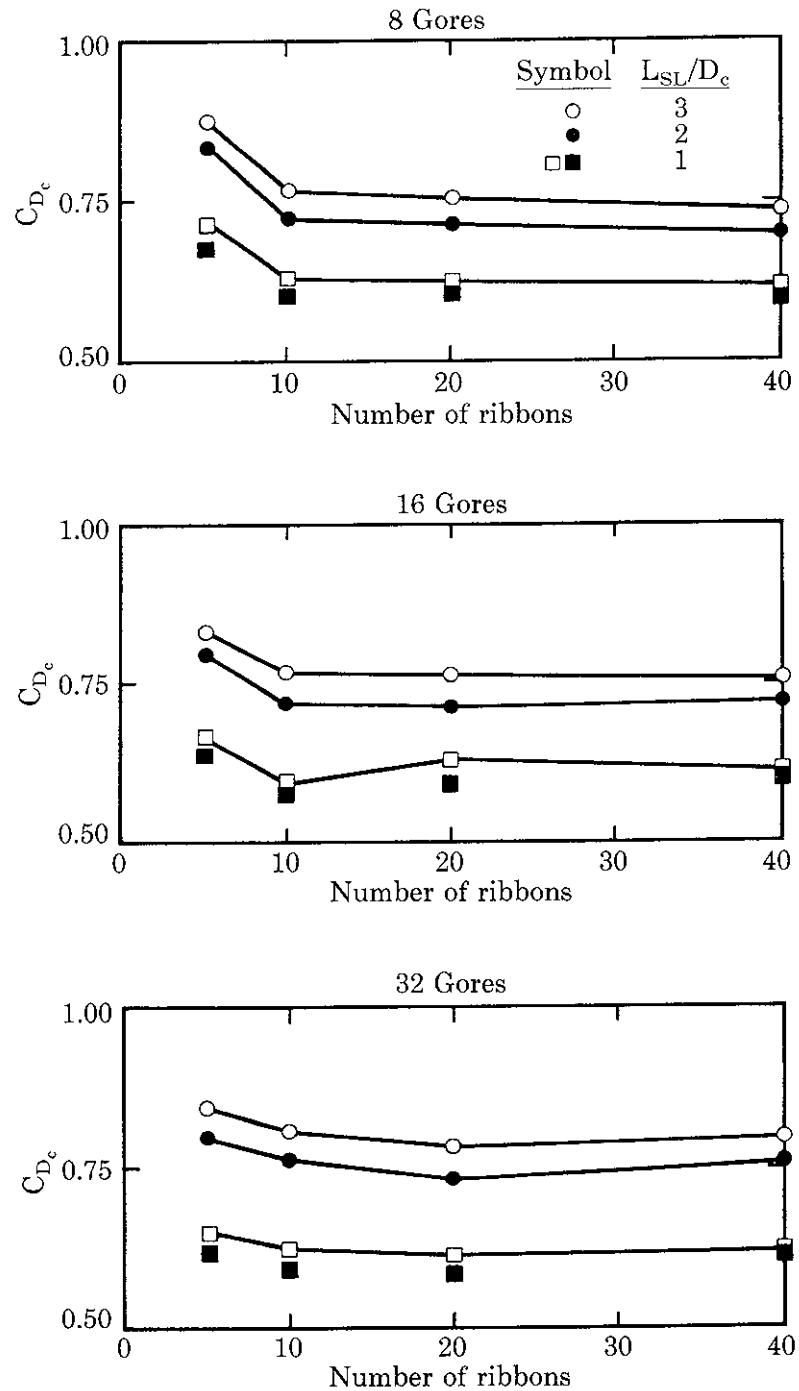 8 Gores
1.00
Symbol L_SL/D_c
○ 3
● 2
□ ■ 1
0.75
C_D_c
0.50
0 10 20 30 40
Number of ribbons
16 Gores
1.00
0.75
C_D_c
0.50
0 10 20 30 40
Number of ribbons
32 Gores
1.00
0.75
C_D_c
0.50
0 10 20 30 40
Number of ribbons